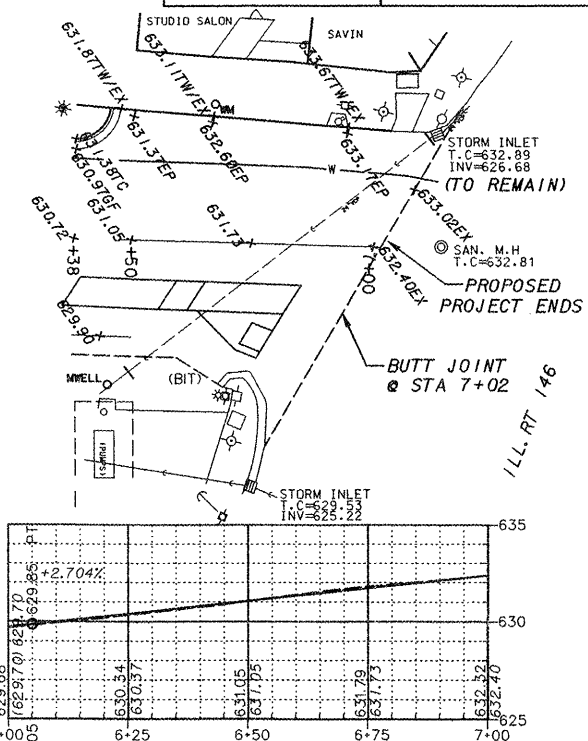 STUDIO SALON
SAVIN
631.87TW/EX
633.11TW/EX
633.67TW/EX
WM
631.37EP
632.60EP
STORM INLET
T.C=632.89
INV=626.68
(TO REMAIN)
630.97GF
W
633.02EX
630.72
631.05
631.73
SAN. M.H
T.C=632.81
+38
+50
7+00
632.40EX
PROPOSED
PROJECT ENDS
629.90
BUTT JOINT
@ STA 7+02
MWELL
(BIT)
ILL. RT 146
(PUMPS)
STORM INLET
T.C=629.53
INV=625.22
635
+2.704%
629.85 PT
630
(629.70) 629.70
630.34
630.37
631.05
631.05
631.79
631.73
632.32
632.40
625
6+25
6+50
6+75
7+00